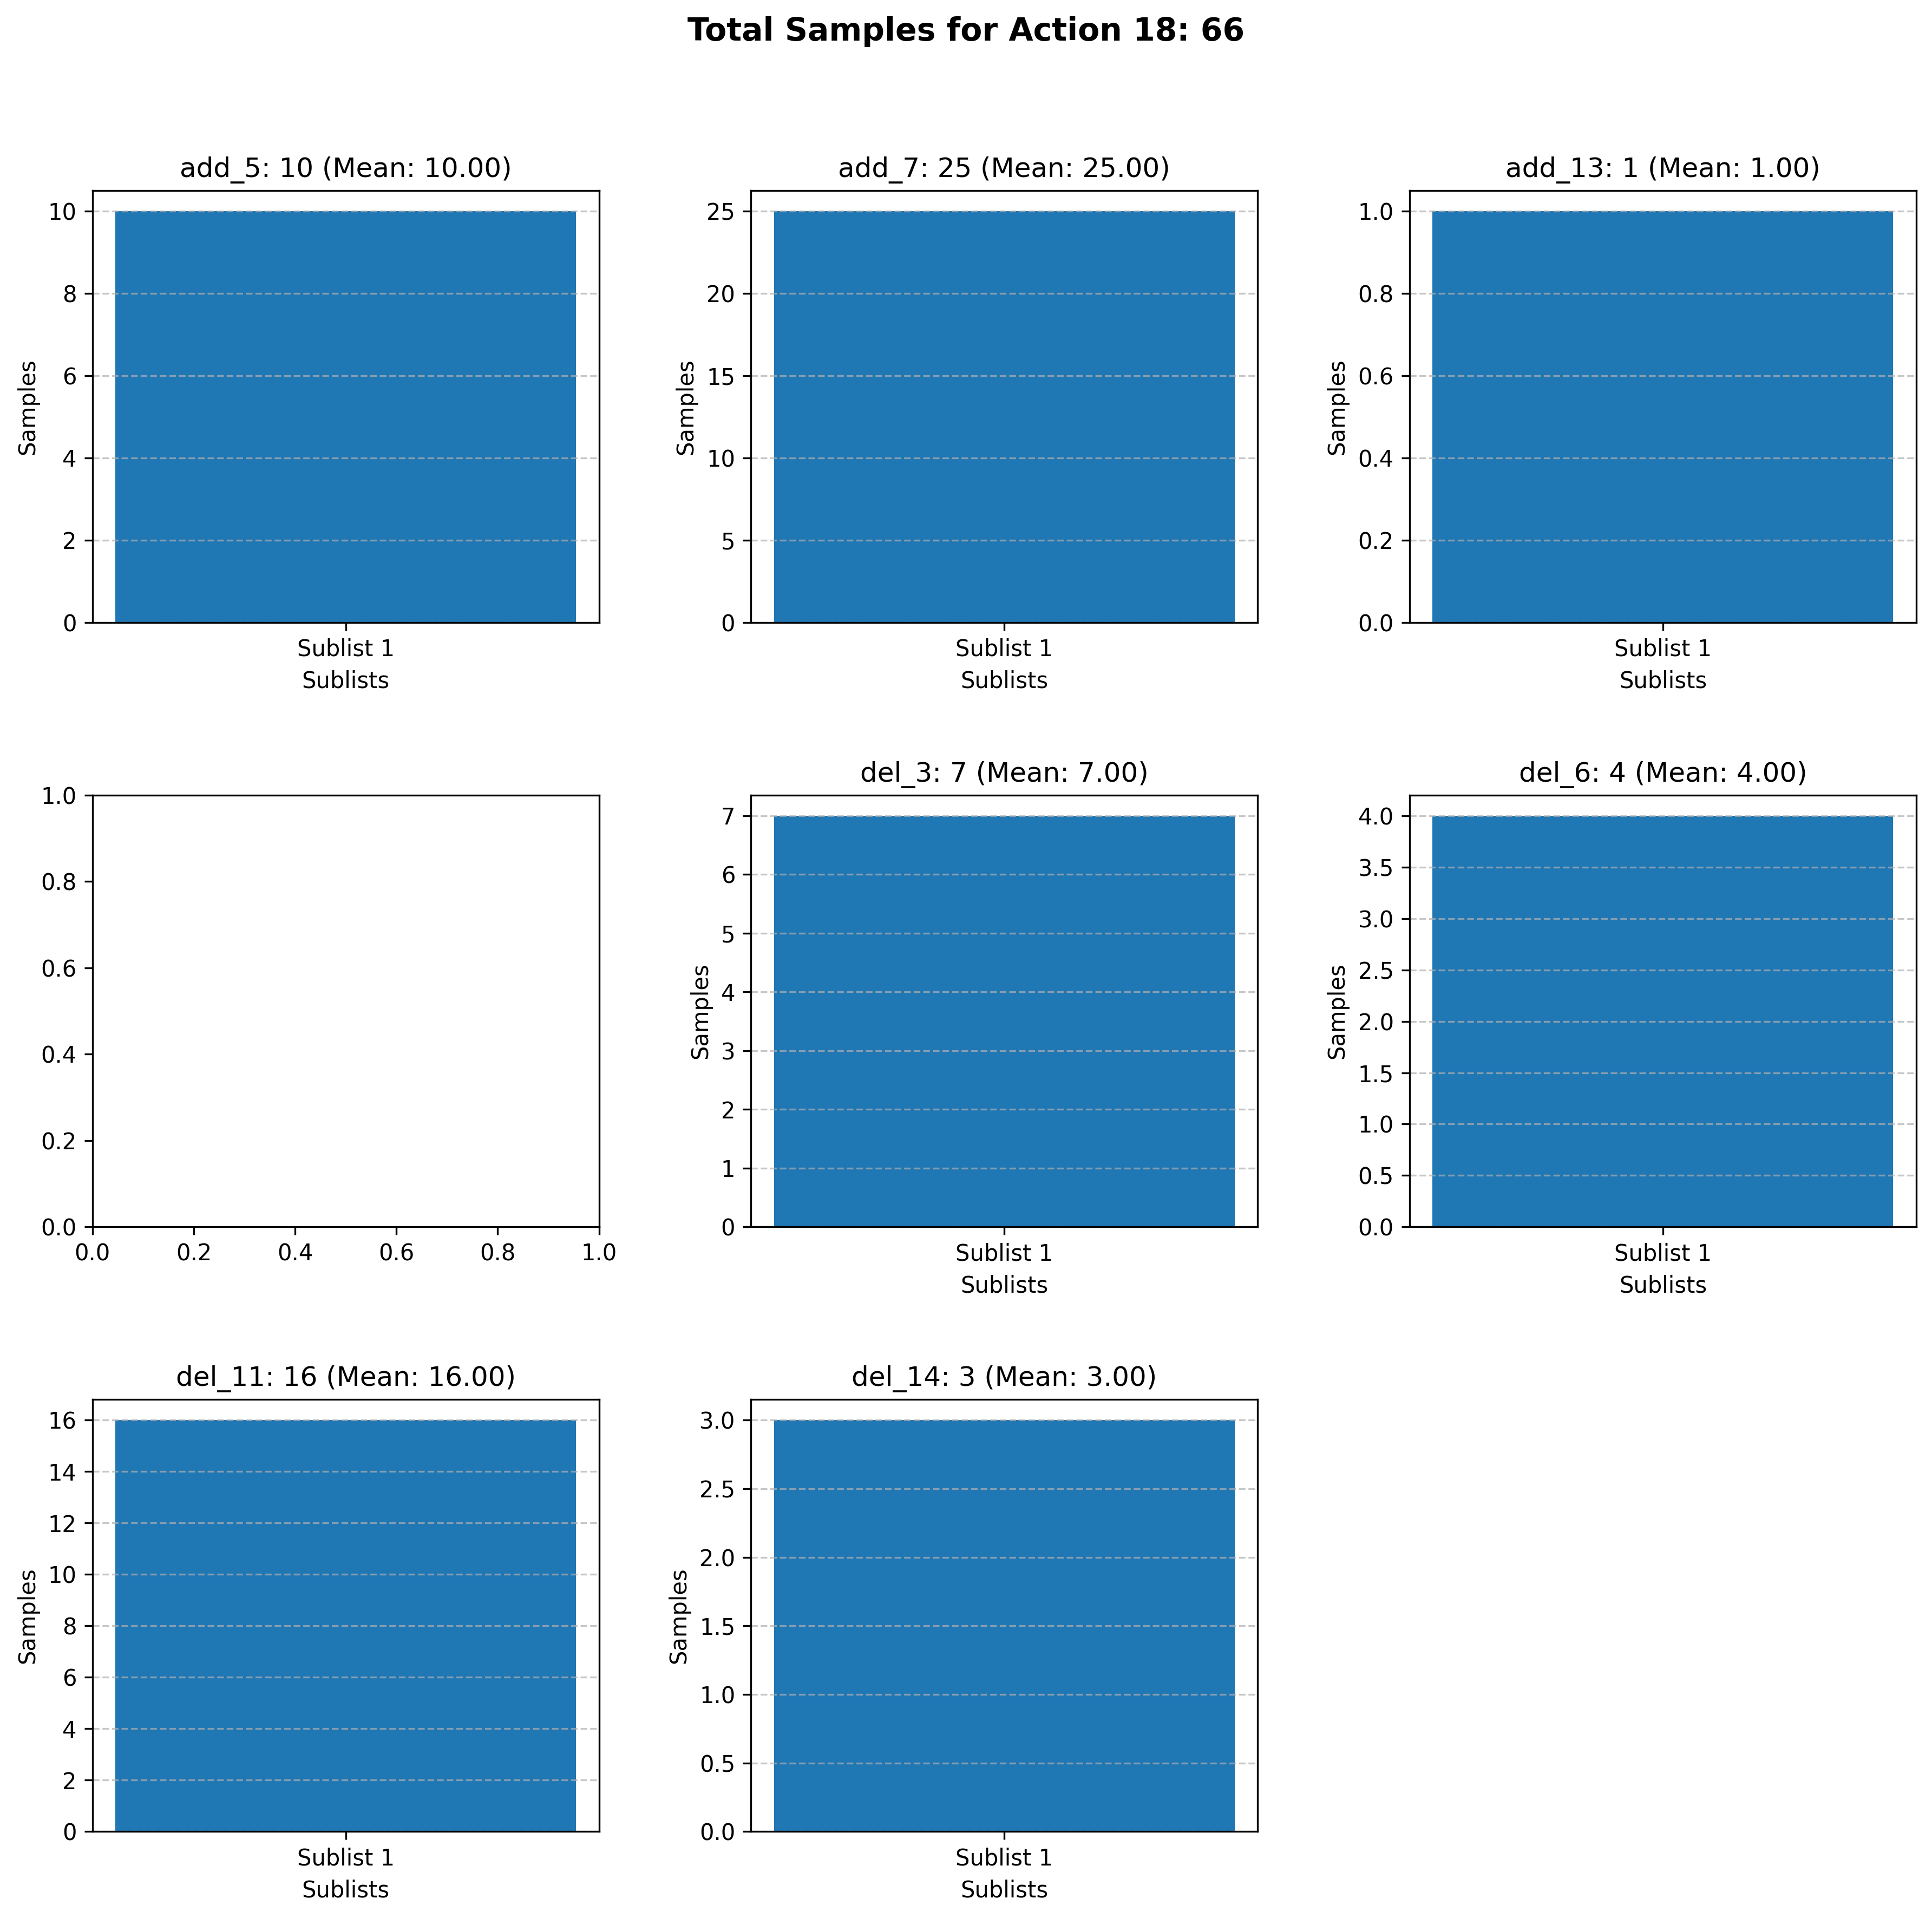 Total Samples for Action 18: 66
add_5: 10 (Mean: 10.00)
10
8
6
4
2
0
Samples
Sublist 1
Sublists
add_7: 25 (Mean: 25.00)
25
20
15
10
5
0
Samples
Sublist 1
Sublists
add_13: 1 (Mean: 1.00)
1.0
0.8
0.6
0.4
0.2
0.0
Samples
Sublist 1
Sublists
1.0
0.8
0.6
0.4
0.2
0.0
0.0 0.2 0.4 0.6 0.8 1.0
del_3: 7 (Mean: 7.00)
7
6
5
4
3
2
1
0
Samples
Sublist 1
Sublists
del_6: 4 (Mean: 4.00)
4.0
3.5
3.0
2.5
2.0
1.5
1.0
0.5
0.0
Samples
Sublist 1
Sublists
del_11: 16 (Mean: 16.00)
16
14
12
10
8
6
4
2
0
Samples
Sublist 1
Sublists
del_14: 3 (Mean: 3.00)
3.0
2.5
2.0
1.5
1.0
0.5
0.0
Samples
Sublist 1
Sublists